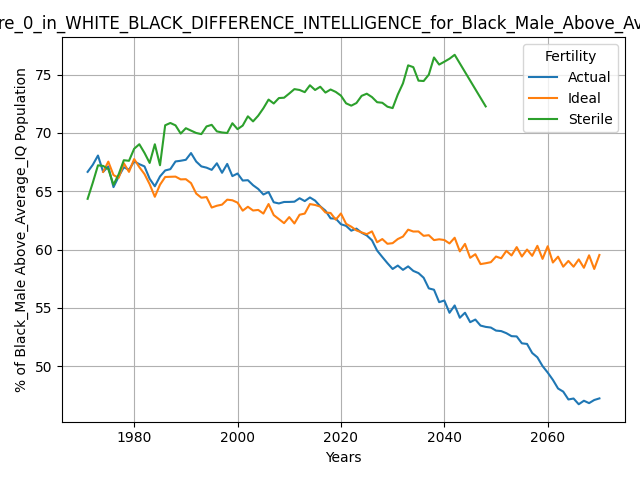 re_0_in_WHITE_BLACK_DIFFERENCE_INTELLIGENCE_for_Black_Male_Above_Av
Fertility
Actual
Ideal
Sterile
% of Black_Male Above_Average_IQ Population
75
70
65
60
55
50
1980
2000
2020
2040
2060
Years